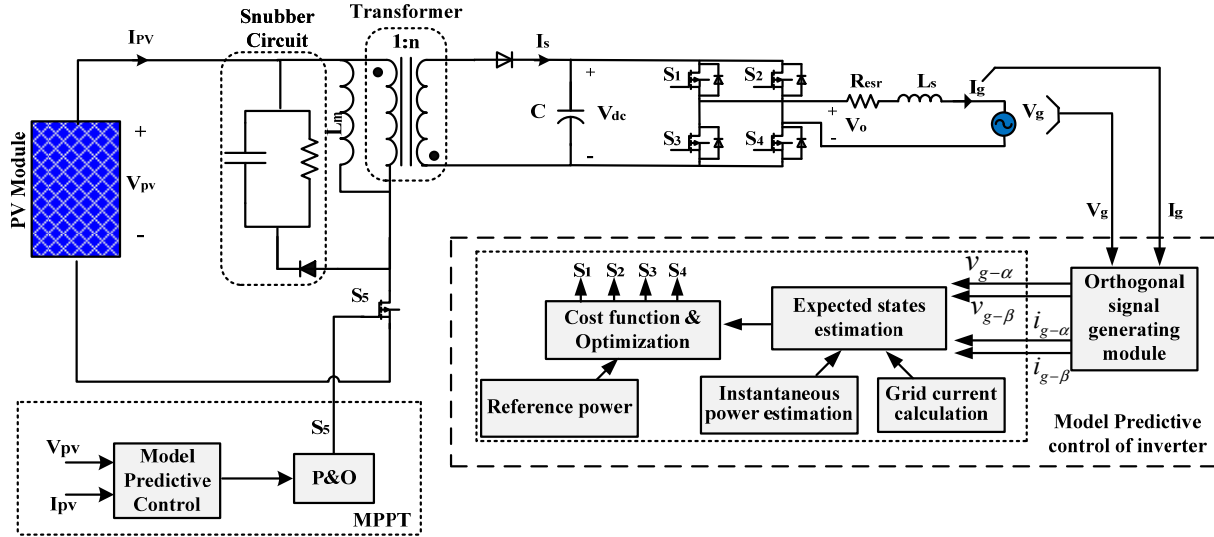 Snubber
Circuit
Transformer
1:n
IPV
Is
PV Module
+
Vpv
-
m
C
+
Vdc
-
S1
S2
S3
S4
Resr
Ls
Ig
+
Vo
-
Vg
Vg
Ig
S5
S1 S2 S3 S4
Cost function &
Optimization
Expected states
estimation
vg-α
vg-β
ig-α
ig-β
Orthogonal
signal
generating
module
Reference power
Instantaneous
power estimation
Grid current
calculation
Model Predictive
control of inverter
S5
Vpv
Ipv
Model
Predictive
Control
P&O
MPPT